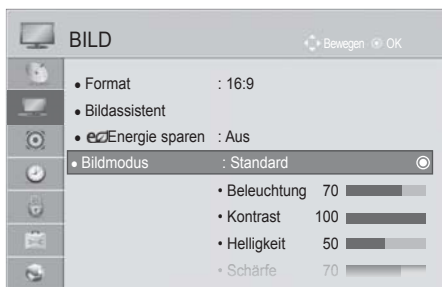 BILD
Bewegen OK
• Format : 16:9
• Bildassistent
• eco Energie sparen : Aus
• Bildmodus : Standard
• Beleuchtung 70
• Kontrast 100
• Helligkeit 50
• Schärfe 70